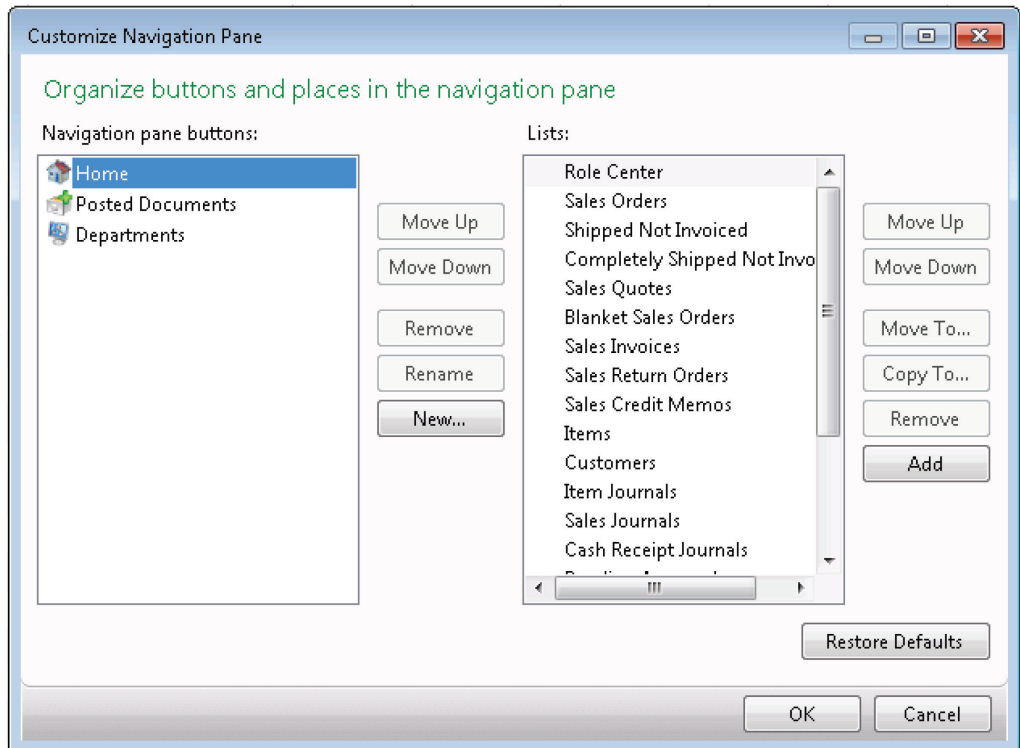 Customize Navigation Pane
Organize buttons and places in the navigation pane
Navigation pane buttons:
Home
Posted Documents
Departments
Move Up
Move Down
Remove
Rename
New...
Lists:
Role Center
Sales Orders
Shipped Not Invoiced
Completely Shipped Not Invo
Sales Quotes
Blanket Sales Orders
Sales Invoices
Sales Return Orders
Sales Credit Memos
Items
Customers
Item Journals
Sales Journals
Cash Receipt Journals
Move Up
Move Down
Move To...
Copy To...
Remove
Add
Restore Defaults
OK
Cancel